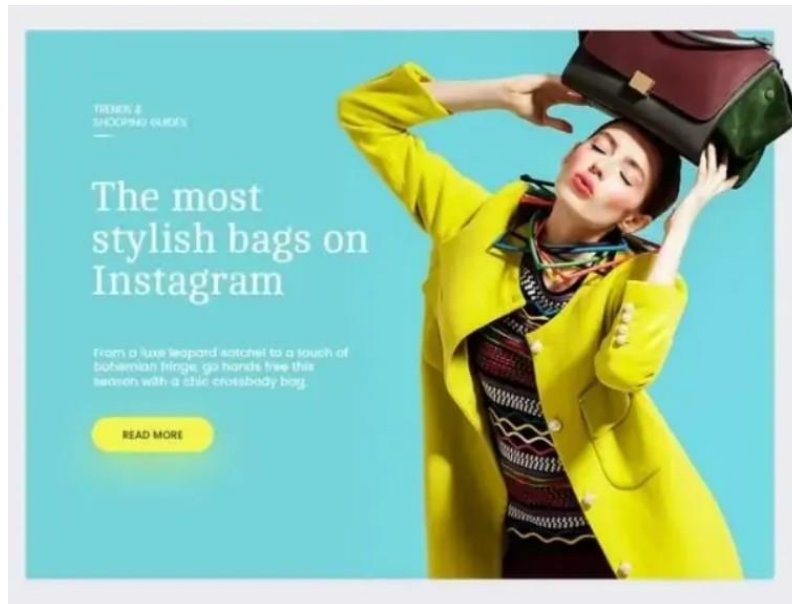 TRENDS &
SHOOPING GUIDES
The most
stylish bags on
Instagram
From a luxe leopard satchel to a touch of
bohemian fringe, go hands free this
season with a chic crossbody bag.
READ MORE